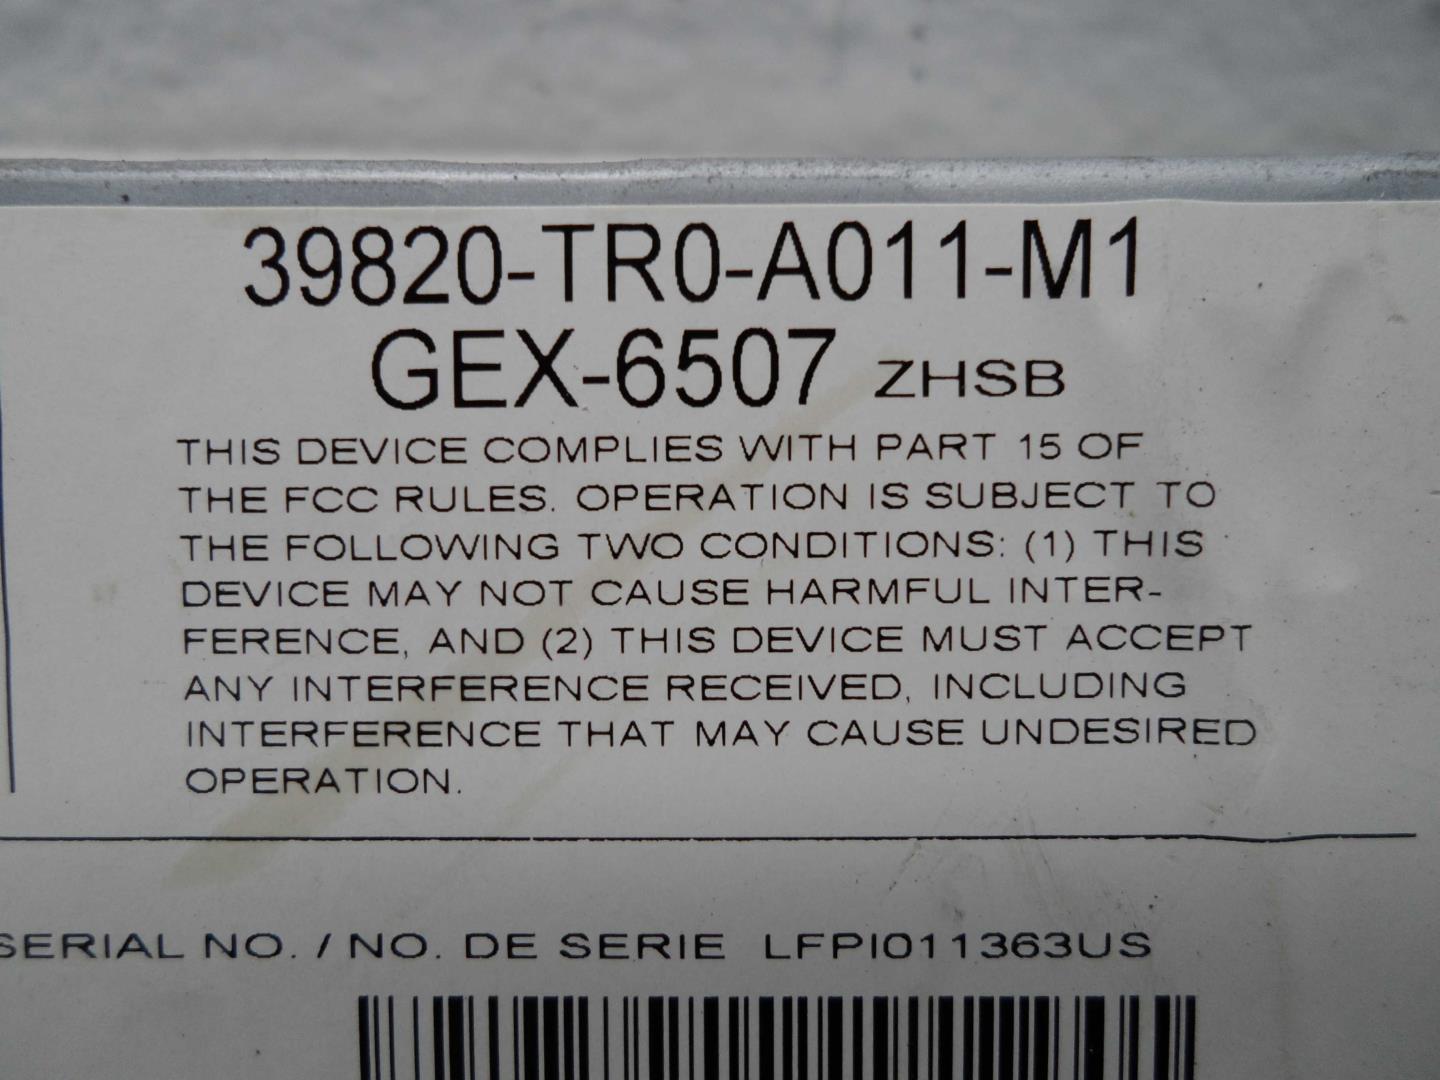 39820-TR0-A011-M1
GEX-6507 ZHSB
THIS DEVICE COMPLIES WITH PART 15 OF
THE FCC RULES. OPERATION IS SUBJECT TO
THE FOLLOWING TWO CONDITIONS: (1) THIS
DEVICE MAY NOT CAUSE HARMFUL INTER-
FERENCE, AND (2) THIS DEVICE MUST ACCEPT
ANY INTERFERENCE RECEIVED, INCLUDING
INTERFERENCE THAT MAY CAUSE UNDESIRED
OPERATION.
SERIAL NO. / NO. DE SERIE LFPI011363US